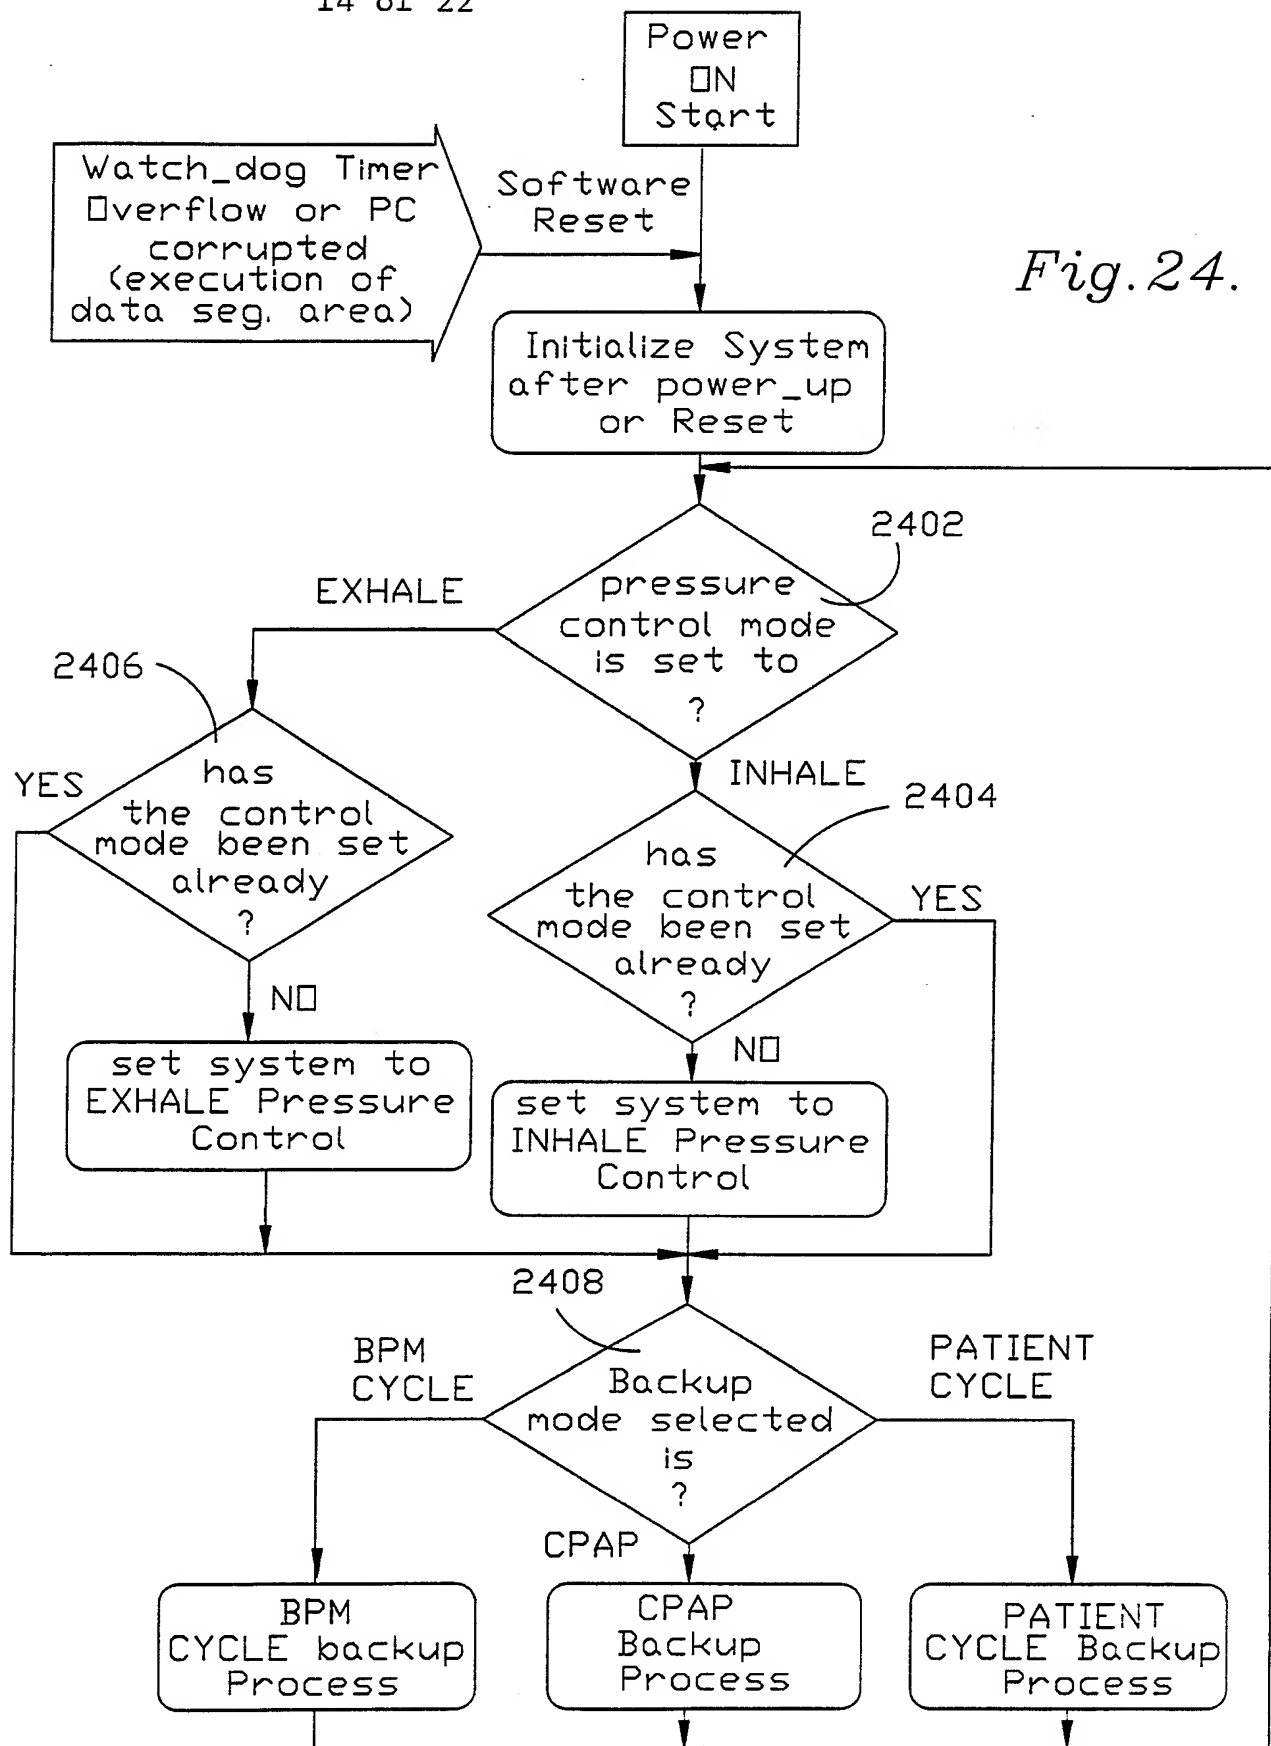 14 of 22
Power
ON
Start
Watch_dog Timer
Overflow or PC
corrupted
(execution of
data seg. area)
Software
Reset
Fig.24.
Initialize System
after power_up
or Reset
2402
EXHALE
pressure
control mode
is set to
?
2406
INHALE
YES
has
the control
mode been set
already
?
2404
has
the control
mode been set
already
?
YES
NO
NO
set system to
EXHALE Pressure
Control
set system to
INHALE Pressure
Control
2408
BPM
CYCLE
PATIENT
CYCLE
Backup
mode selected
is
?
CPAP
BPM
CYCLE backup
Process
CPAP
Backup
Process
PATIENT
CYCLE Backup
Process